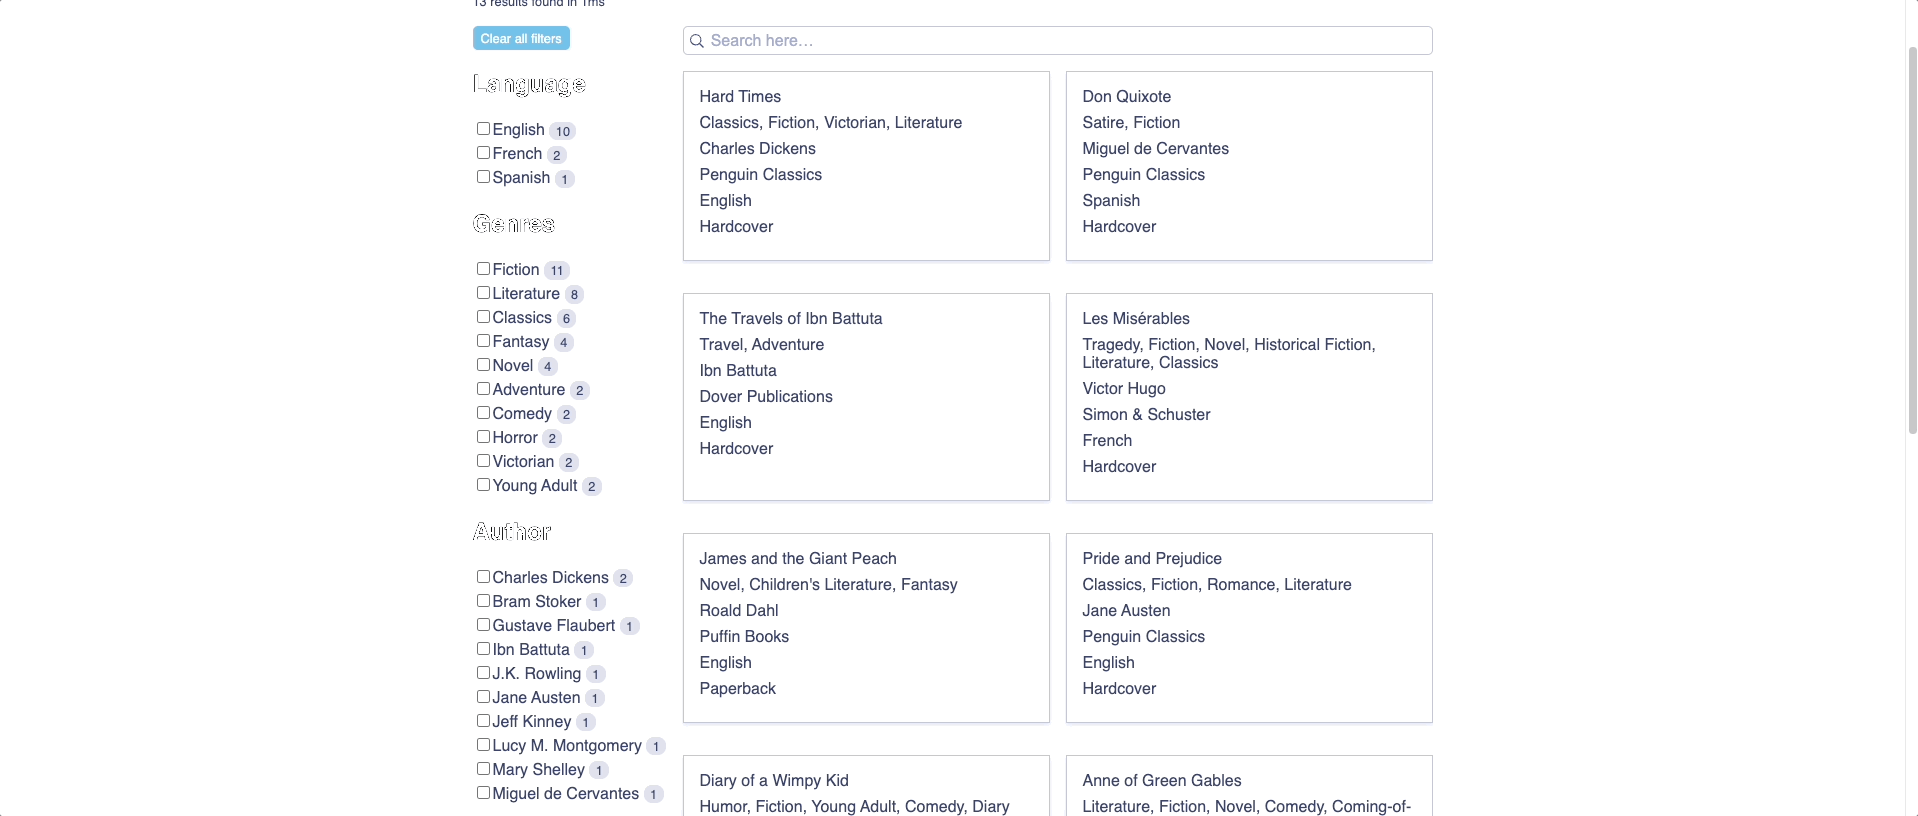 13 results found in 1ms
Clear all filters
Search here…
Language
English 10
French 2
Spanish 1
Genres
Fiction 11
Literature 8
Classics 6
Fantasy 4
Novel 4
Adventure 2
Comedy 2
Horror 2
Victorian 2
Young Adult 2
Author
Charles Dickens 2
Bram Stoker 1
Gustave Flaubert 1
Ibn Battuta 1
J.K. Rowling 1
Jane Austen 1
Jeff Kinney 1
Lucy M. Montgomery 1
Mary Shelley 1
Miguel de Cervantes 1
Hard Times
Classics, Fiction, Victorian, Literature
Charles Dickens
Penguin Classics
English
Hardcover
Don Quixote
Satire, Fiction
Miguel de Cervantes
Penguin Classics
Spanish
Hardcover
The Travels of Ibn Battuta
Travel, Adventure
Ibn Battuta
Dover Publications
English
Hardcover
Les Misérables
Tragedy, Fiction, Novel, Historical Fiction,
Literature, Classics
Victor Hugo
Simon & Schuster
French
Hardcover
James and the Giant Peach
Novel, Children's Literature, Fantasy
Roald Dahl
Puffin Books
English
Paperback
Pride and Prejudice
Classics, Fiction, Romance, Literature
Jane Austen
Penguin Classics
English
Hardcover
Diary of a Wimpy Kid
Humor, Fiction, Young Adult, Comedy, Diary
Anne of Green Gables
Literature, Fiction, Novel, Comedy, Coming-of-